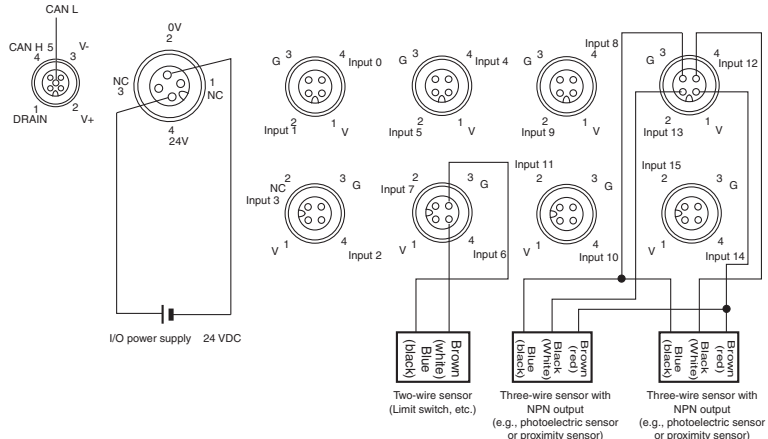 CAN L
CAN H 5 V-
4 3
1 2
DRAIN V+
0V
2
NC
3
1
NC
4
24V
I/O power supply 24 VDC
G 3 4 Input 0
2 1 V
Input 1
G 3 4 Input 4
2 1 V
Input 5
G 3 4
Input 8
2 1 V
Input 9
G 3 4 Input 12
2 1 V
Input 13
2 3 G
NC
Input 3
V 1 4
Input 2
2 3 G
Input 7
V 1 4
Input 6
Input 11
2 3 G
V 1 4
Input 10
Input 15
2 3 G
V 1 4
Input 14
Brown
(white)
Blue
(black)
Brown
(red)
Black
(White)
Blue
(black)
Brown
(red)
Black
(White)
Blue
(black)
Two-wire sensor
(Limit switch, etc.)
Three-wire sensor with
NPN output
(e.g., photoelectric sensor
or proximity sensor)
Three-wire sensor with
NPN output
(e.g., photoelectric sensor
or proximity sensor)